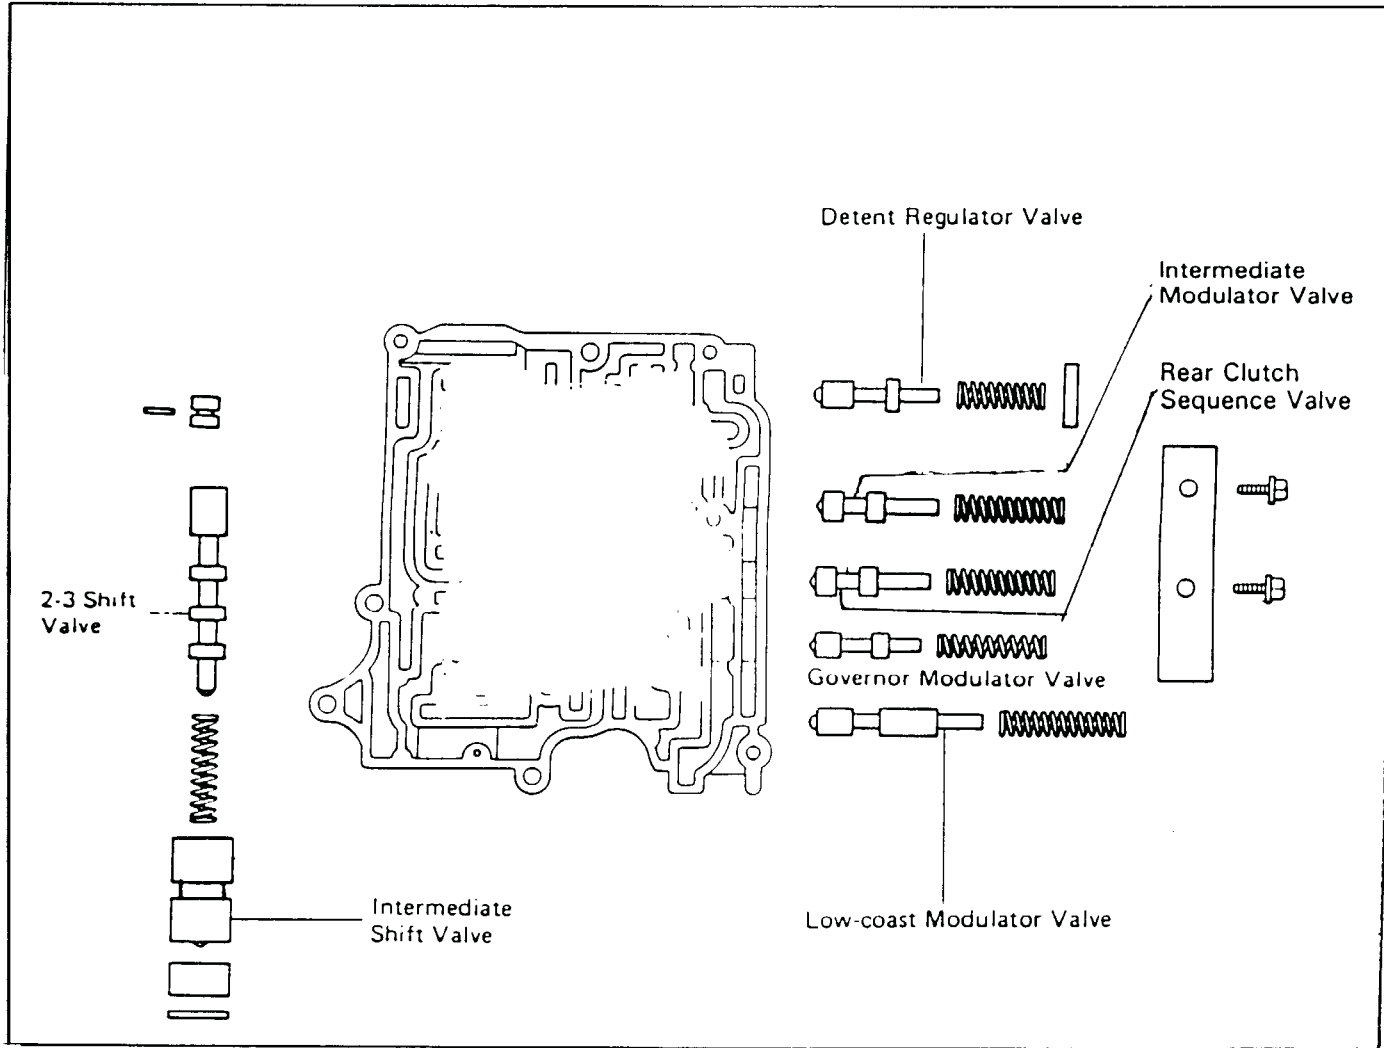 Detent Regulator Valve
Intermediate
Modulator Valve
Rear Clutch
Sequence Valve
2-3 Shift
Valve
Governor Modulator Valve
Intermediate
Shift Valve
Low-coast Modulator Valve